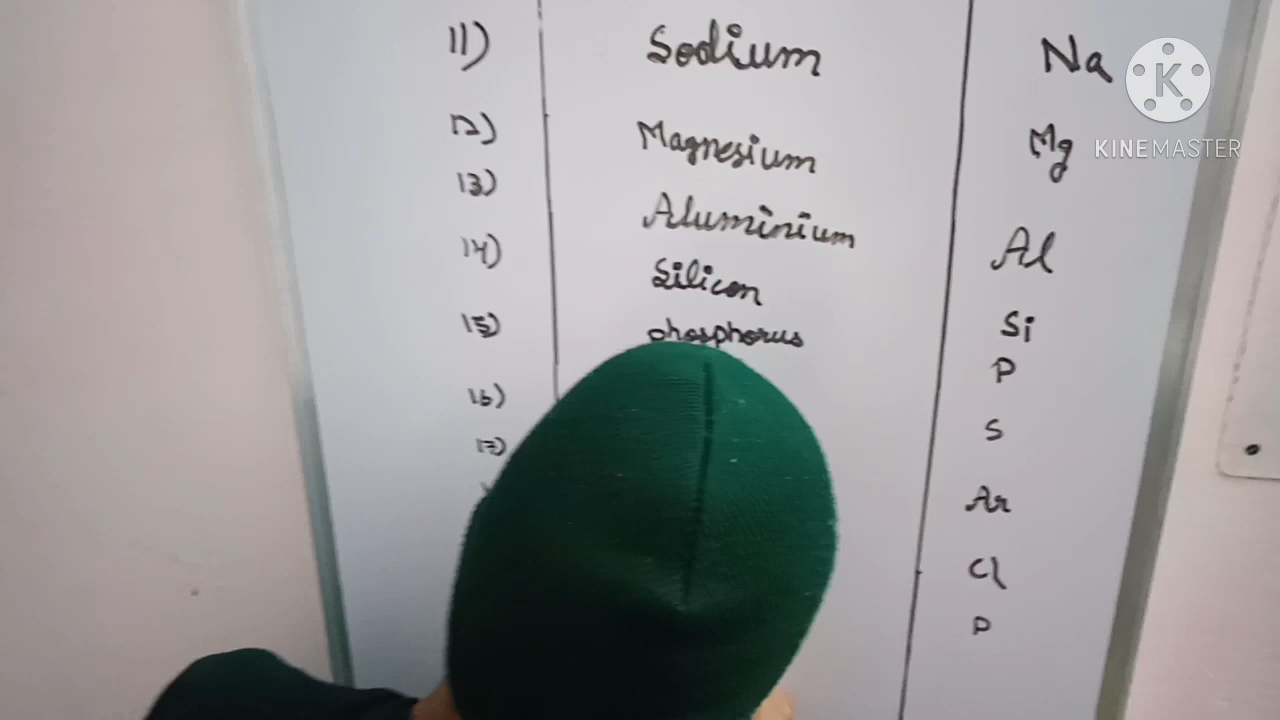 11) Sodium Na
12) Magnesium Mg
13) Aluminium Al
14) Silicon Si
15) phosphorus P
16) S
17) Ar
Cl
P
K
KINEMASTER